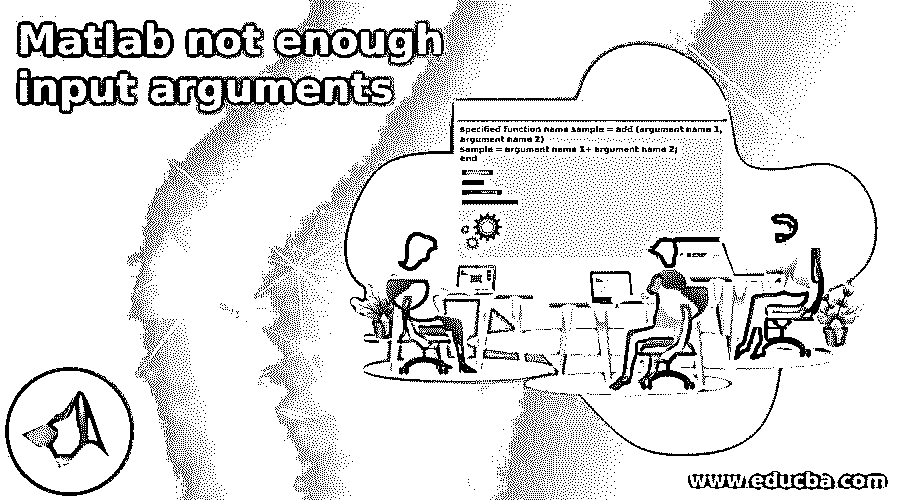 Matlab not enough
input arguments
specified function name sample = add (argument name 1,
argument name 2)
sample = argument name 1+ argument name 2;
end
www.educba.com